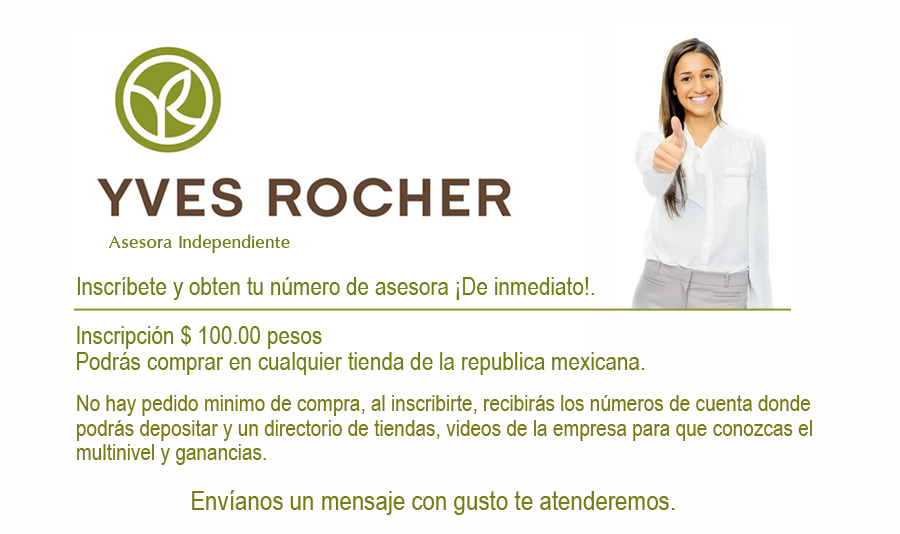 YVES ROCHER
Asesora Independiente
Inscríbete y obten tu número de asesora ¡De inmediato!.
Inscripción $ 100.00 pesos
Podrás comprar en cualquier tienda de la republica mexicana.
No hay pedido minimo de compra, al inscribirte, recibirás los números de cuenta donde
podrás depositar y un directorio de tiendas, videos de la empresa para que conozcas el
multinivel y ganancias.
Envíanos un mensaje con gusto te atenderemos.